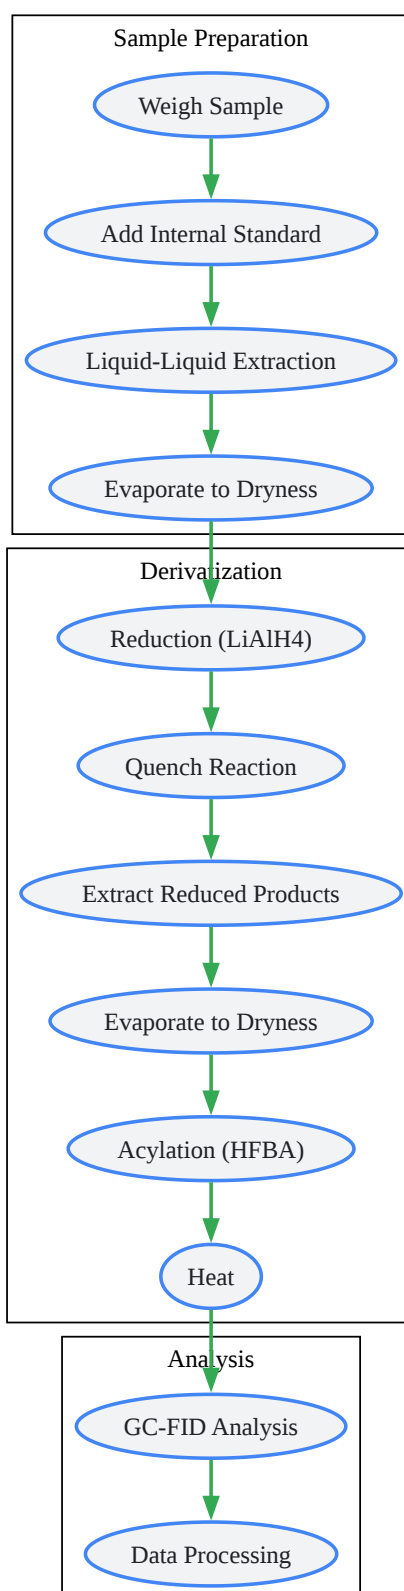 Sample Preparation
Weigh Sample
Add Internal Standard
Liquid-Liquid Extraction
Evaporate to Dryness
Derivatization
Reduction (LiAlH4)
Quench Reaction
Extract Reduced Products
Evaporate to Dryness
Acylation (HFBA)
Heat
Analysis
GC-FID Analysis
Data Processing